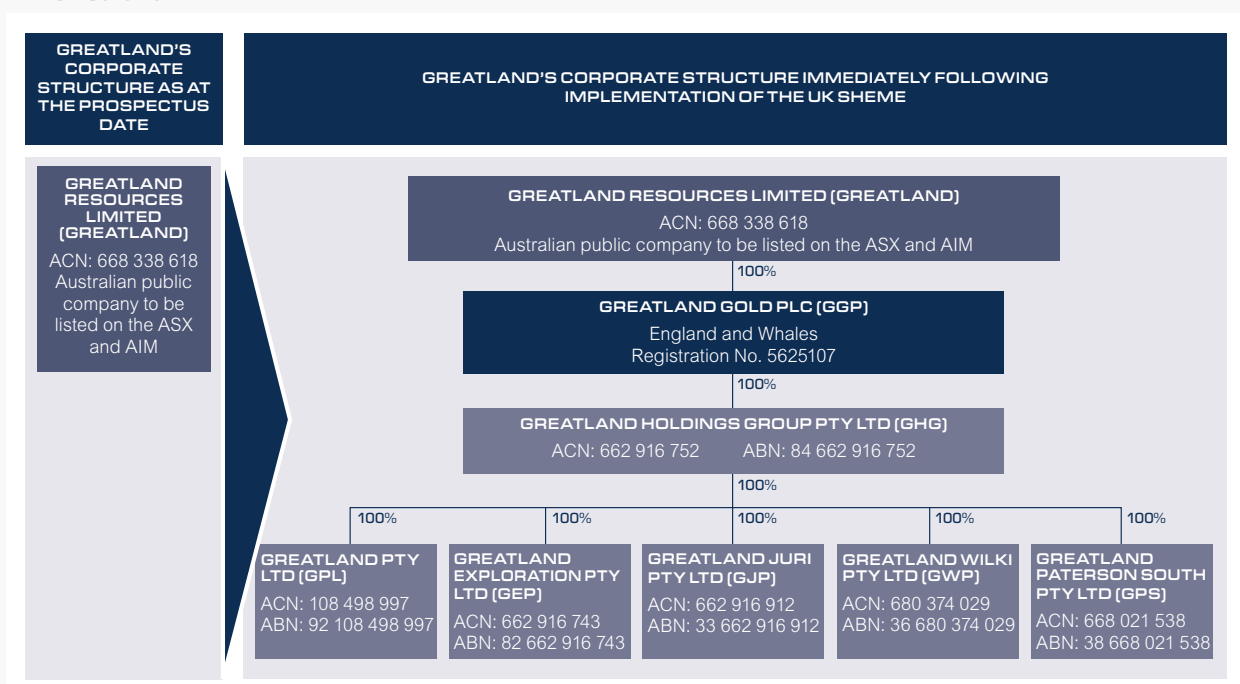 GREATLAND'S
CORPORATE
STRUCTURE AS AT
THE PROSPECTUS
DATE
GREATLAND'S CORPORATE STRUCTURE IMMEDIATELY FOLLOWING
IMPLEMENTATION OF THE UK SHEME
GREATLAND
RESOURCES
LIMITED
(GREATLAND)
ACN: 668 338 618
Australian public
company to be
listed on the ASX
and AIM
GREATLAND RESOURCES LIMITED (GREATLAND)
ACN: 668 338 618
Australian public company to be listed on the ASX and AIM
100%
GREATLAND GOLD PLC (GGP)
England and Whales
Registration No. 5625107
100%
GREATLAND HOLDINGS GROUP PTY LTD (GHG)
ACN: 662 916 752 ABN: 84 662 916 752
100%
100%
100%
100%
100%
100%
GREATLAND PTY
LTD (GPL)
ACN: 108 498 997
ABN: 92 108 498 997
GREATLAND
EXPLORATION PTY
LTD (GEP)
ACN: 662 916 743
ABN: 82 662 916 743
GREATLAND JURI
PTY LTD (GJP)
ACN: 662 916 912
ABN: 33 662 916 912
GREATLAND WILKI
PTY LTD (GWP)
ACN: 680 374 029
ABN: 36 680 374 029
GREATLAND
PATERSON SOUTH
PTY LTD (GPS)
ACN: 668 021 538
ABN: 38 668 021 538